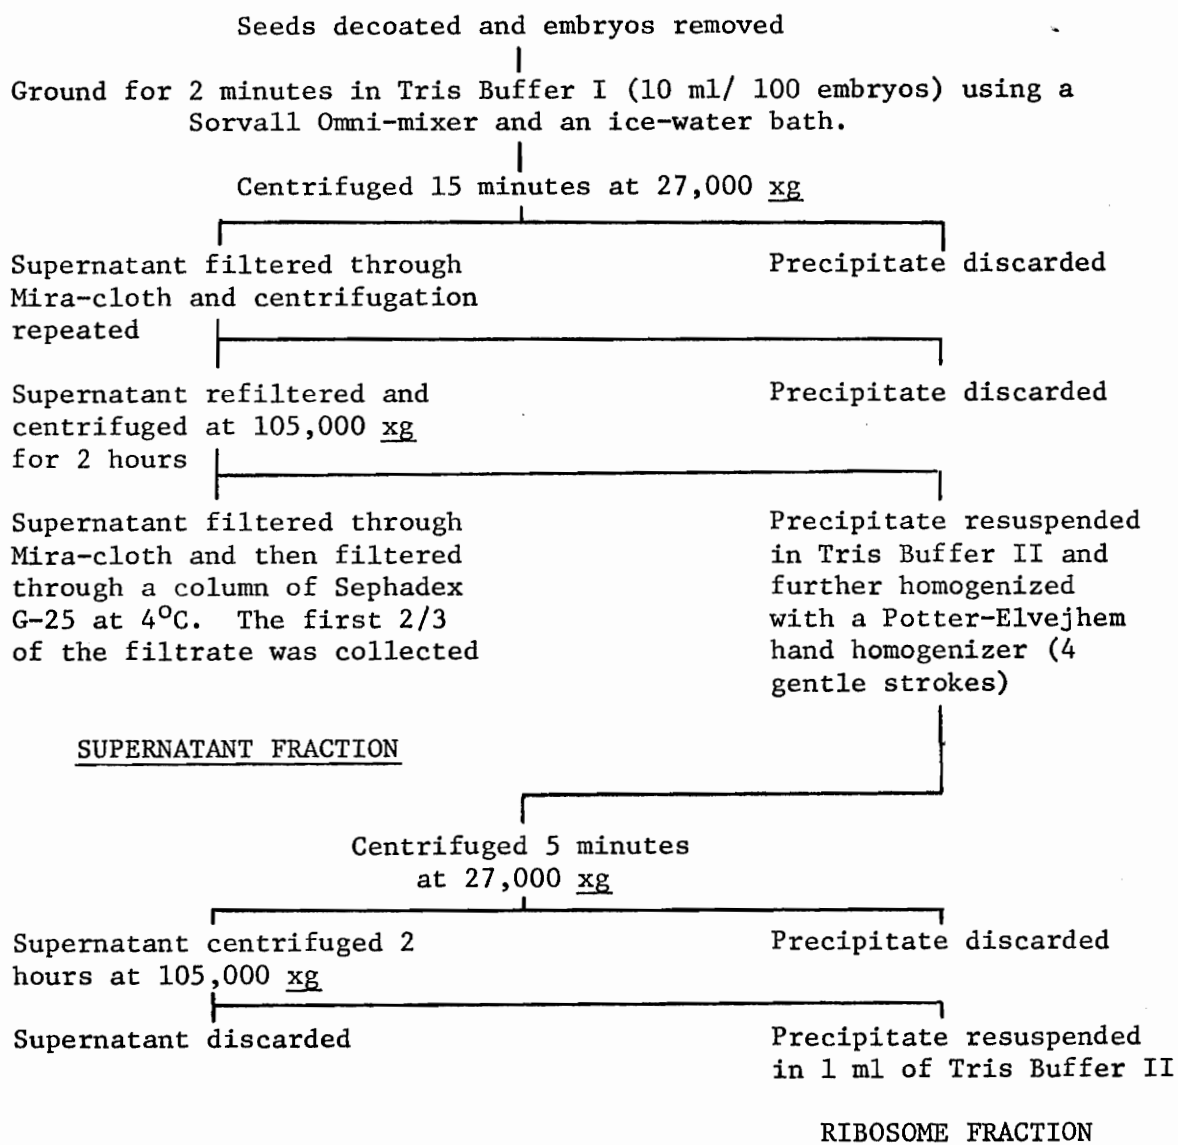 Seeds decoated and embryos removed
Ground for 2 minutes in Tris Buffer I (10 ml/ 100 embryos) using a
Sorvall Omni-mixer and an ice-water bath.
Centrifuged 15 minutes at 27,000 xg
Supernatant filtered through
Mira-cloth and centrifugation
repeated
Precipitate discarded
Supernatant refiltered and
centrifuged at 105,000 xg
for 2 hours
Precipitate discarded
Supernatant filtered through
Mira-cloth and then filtered
through a column of Sephadex
G-25 at 4°C. The first 2/3
of the filtrate was collected
Precipitate resuspended
in Tris Buffer II and
further homogenized
with a Potter-Elvejhem
hand homogenizer (4
gentle strokes)
SUPERNATANT FRACTION
Centrifuged 5 minutes
at 27,000 xg
Supernatant centrifuged 2
hours at 105,000 xg
Precipitate discarded
Supernatant discarded
Precipitate resuspended
in 1 ml of Tris Buffer II
RIBOSOME FRACTION